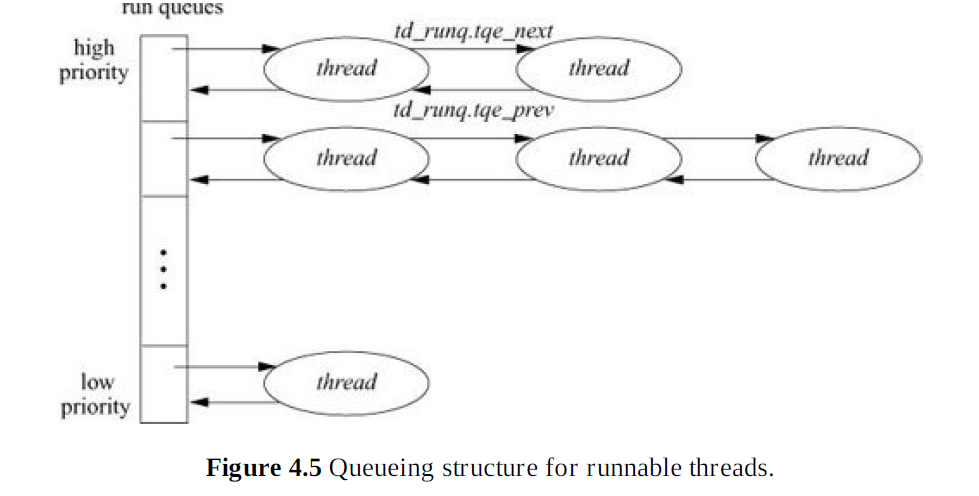 run queues
high
priority
td_runq.tqe_next
thread
thread
td_runq.tqe_prev
thread
thread
thread
low
priority
thread
Figure 4.5 Queueing structure for runnable threads.